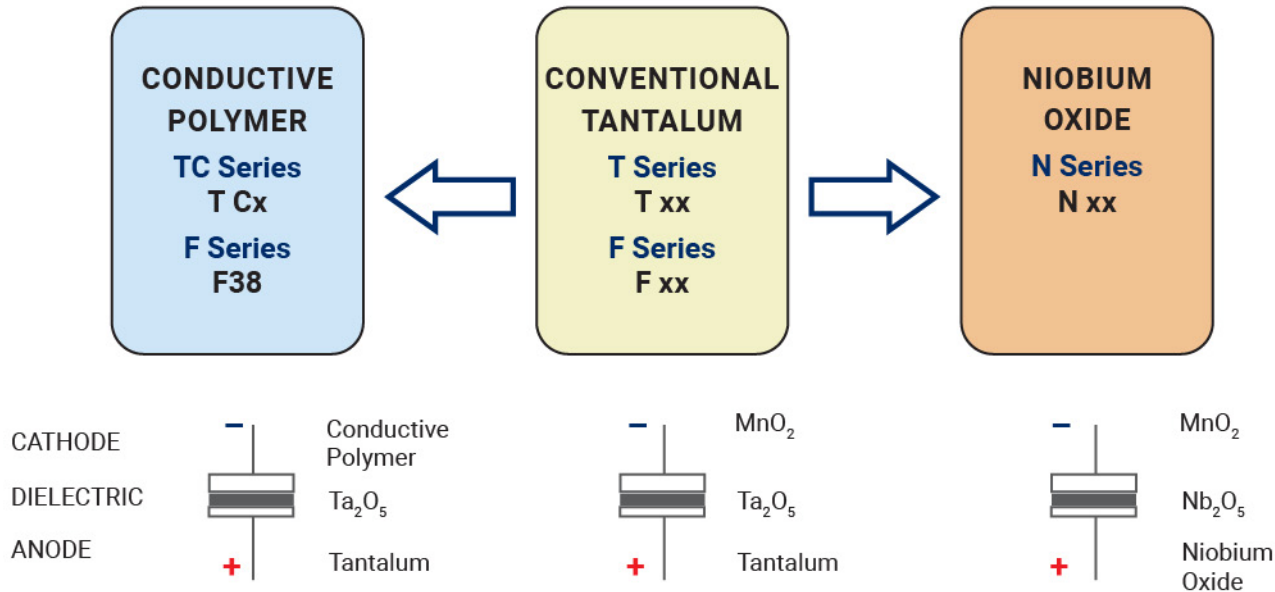 CONDUCTIVE
POLYMER
TC Series
T Cx
F Series
F38
CONVENTIONAL
TANTALUM
T Series
T xx
F Series
F xx
NIOBIUM
OXIDE
N Series
N xx
CATHODE
DIELECTRIC
ANODE
−
Conductive
Polymer
Ta₂O₅
+
Tantalum
−
MnO₂
Ta₂O₅
+
Tantalum
−
MnO₂
Nb₂O₅
+
Niobium
Oxide